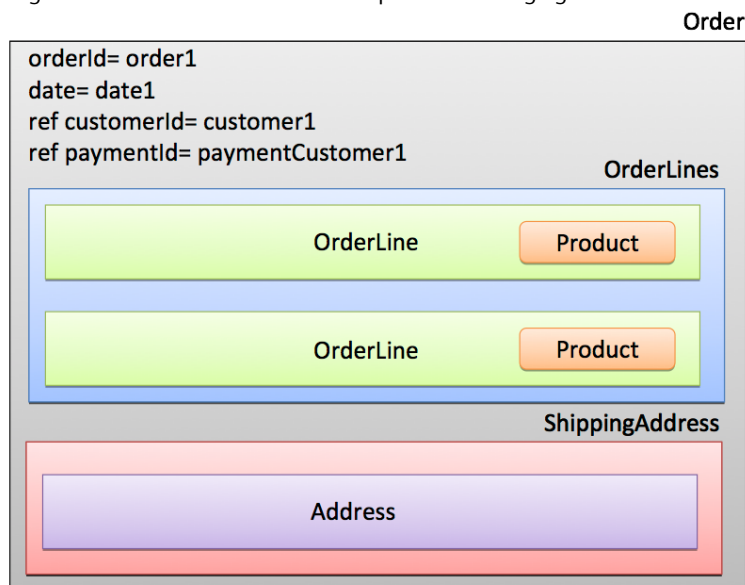 Order
orderId= order1
date= date1
ref customerId= customer1
ref paymentId= paymentCustomer1
OrderLines
OrderLine Product
OrderLine Product
ShippingAddress
Address